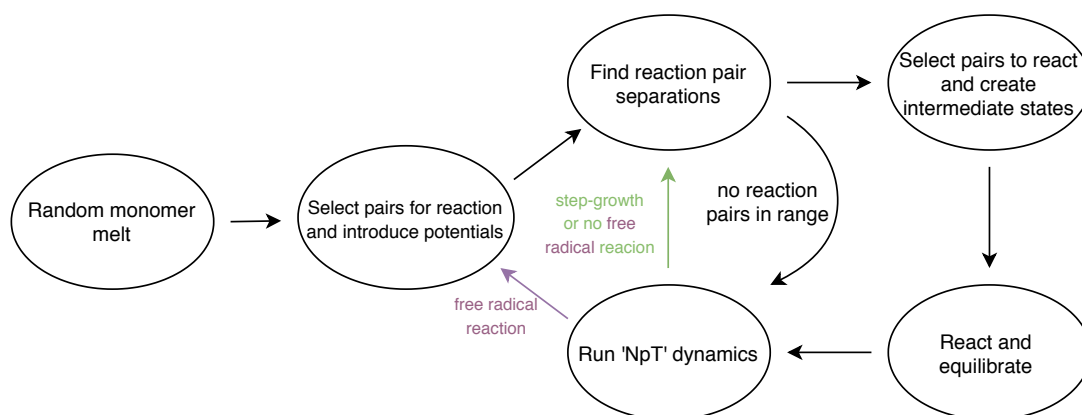 Find reaction pair
separations
Select pairs to react
and create
intermediate states
Random monomer
melt
Select pairs for reaction
and introduce potentials
step-growth
or no free
radical reacion
no reaction
pairs in range
free radical
reaction
Run 'NpT' dynamics
React and
equilibrate